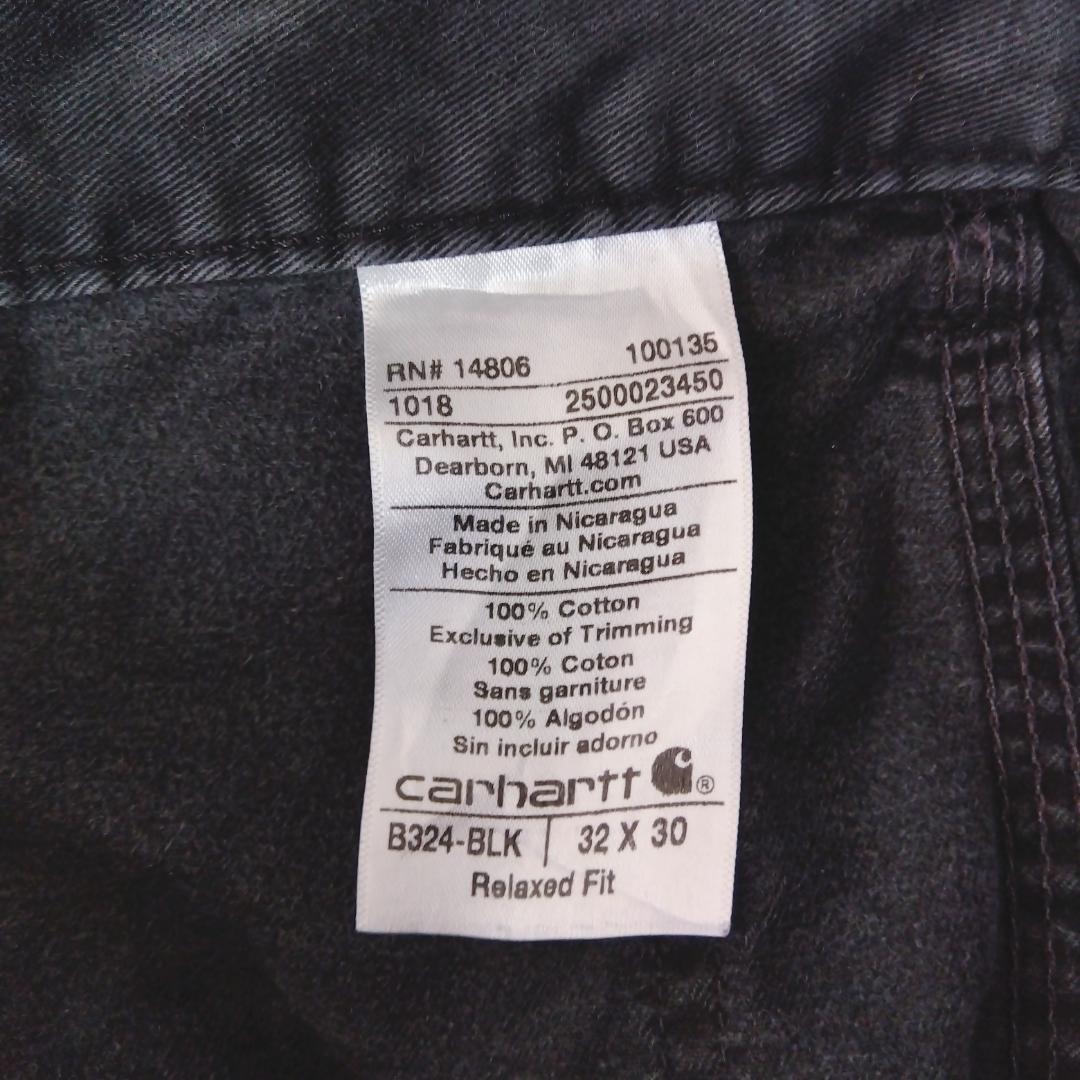 RN# 14806 100135
1018 2500023450
Carhartt, Inc. P. O. Box 600
Dearborn, MI 48121 USA
Carhartt.com
Made in Nicaragua
Fabriqué au Nicaragua
Hecho en Nicaragua
100% Cotton
Exclusive of Trimming
100% Coton
Sans garniture
100% Algodón
Sin incluir adorno
carhartt ®
B324-BLK | 32 X 30
Relaxed Fit